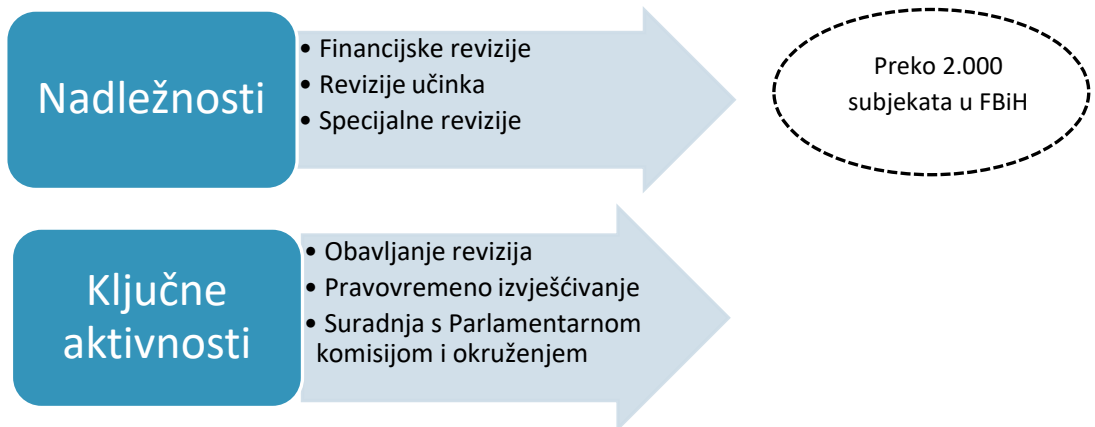 Nadležnosti
• Financijske revizije
• Revizije učinka
• Specijalne revizije
Preko 2.000
subjekata u FBiH
Ključne
aktivnosti
• Obavljanje revizija
• Pravovremeno izvješćivanje
• Suradnja s Parlamentarnom
komisijom i okruženjem